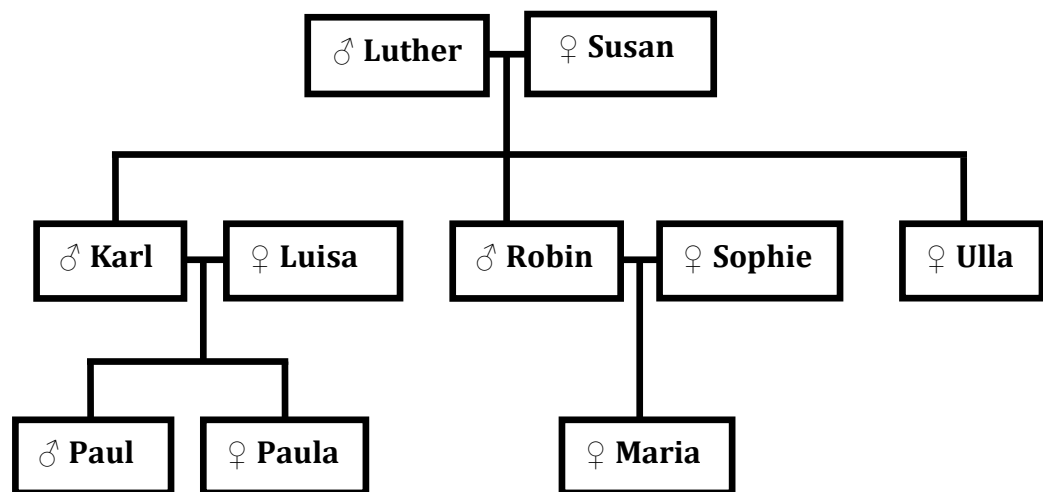 ♂ Luther ♀ Susan
♂ Karl ♀ Luisa ♂ Robin ♀ Sophie ♀ Ulla
♂ Paul ♀ Paula ♀ Maria